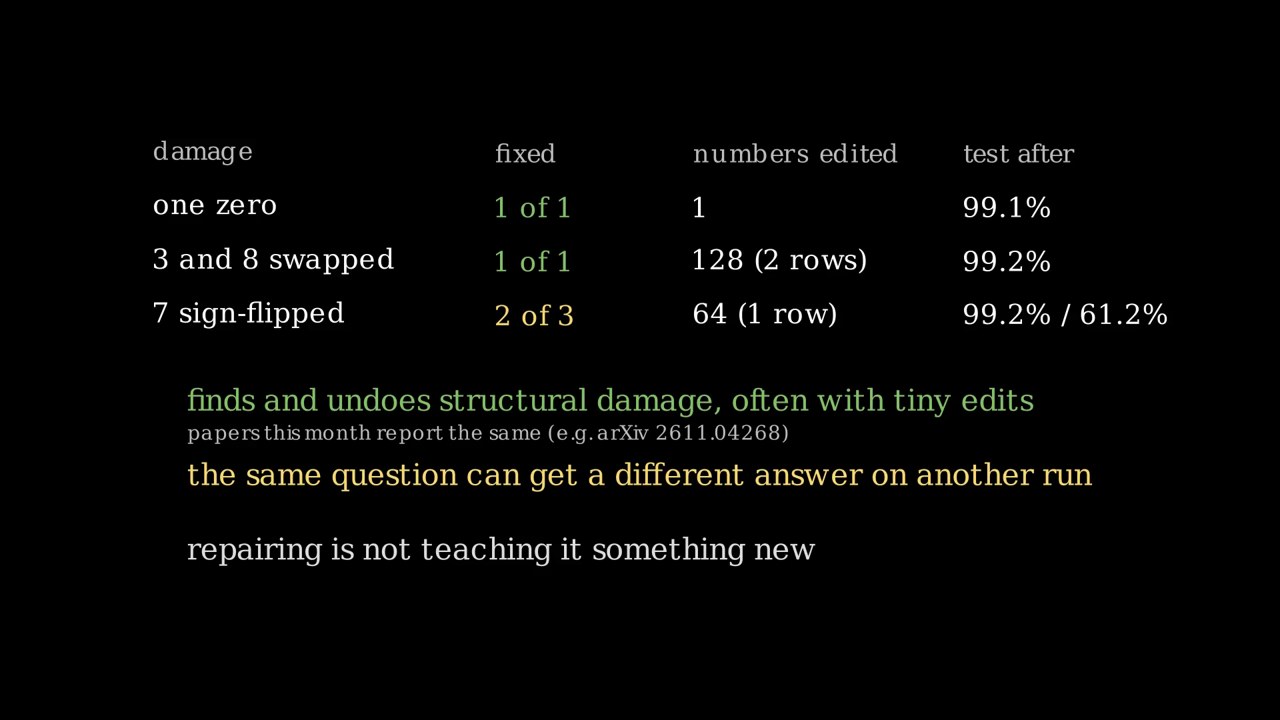 damage fixed numbers edited test after
one zero 1 of 1 1 99.1%
3 and 8 swapped 1 of 1 128 (2 rows) 99.2%
7 sign-flipped 2 of 3 64 (1 row) 99.2% / 61.2%
finds and undoes structural damage, often with tiny edits
papers this month report the same (e.g. arXiv 2611.04268)
the same question can get a different answer on another run
repairing is not teaching it something new